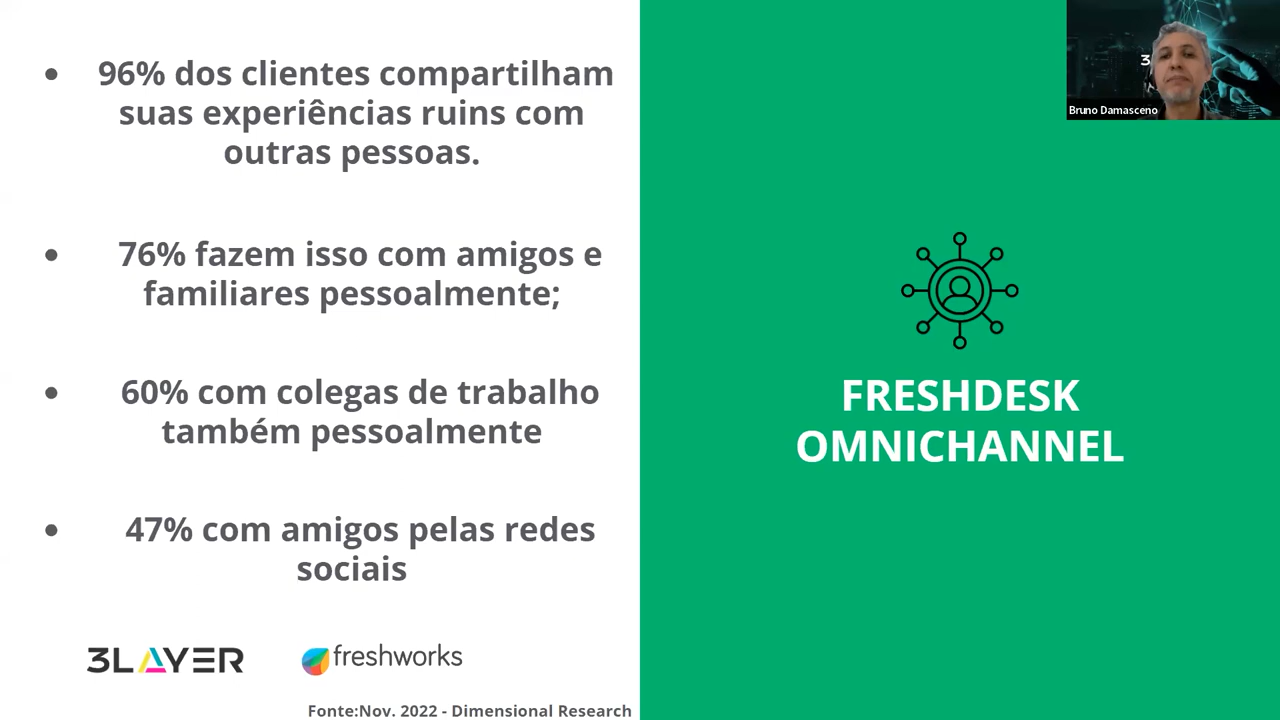 • 96% dos clientes compartilham
suas experiências ruins com
outras pessoas.
• 76% fazem isso com amigos e
familiares pessoalmente;
• 60% com colegas de trabalho
também pessoalmente
• 47% com amigos pelas redes
sociais
3LAYER
freshworks
Fonte:Nov. 2022 - Dimensional Research
FRESHDESK
OMNICHANNEL
3
Bruno Damasceno